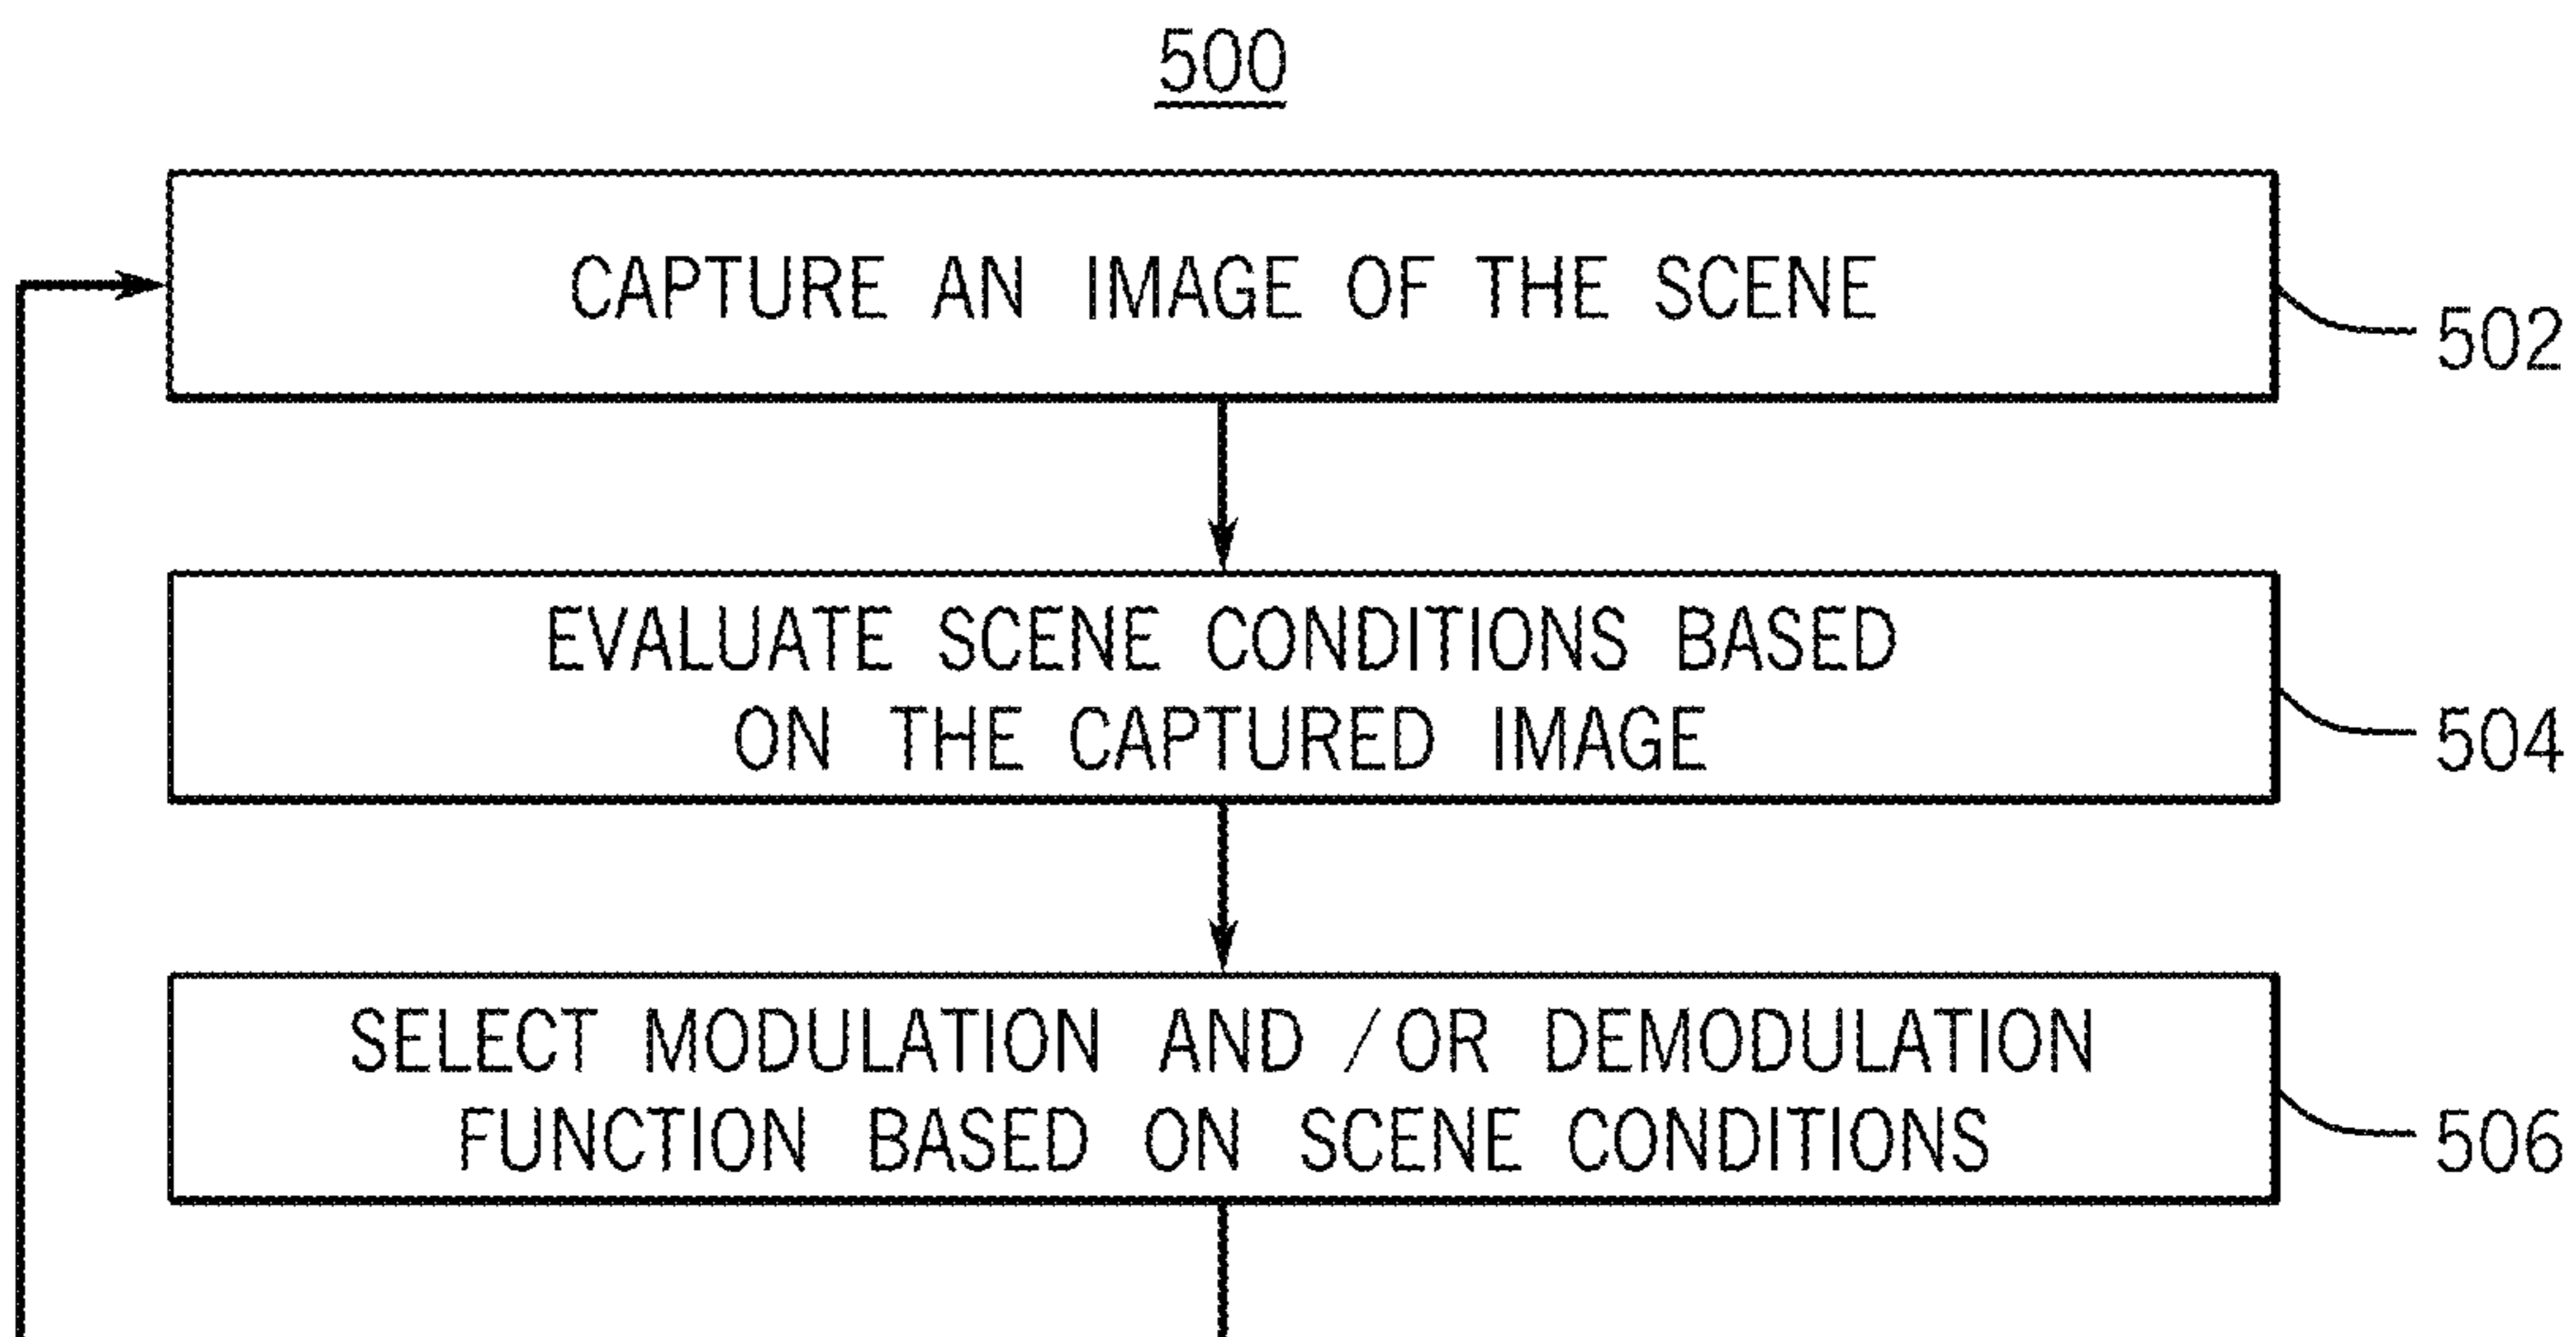 500
CAPTURE AN IMAGE OF THE SCENE
502
EVALUATE SCENE CONDITIONS BASED
ON THE CAPTURED IMAGE
504
SELECT MODULATION AND /OR DEMODULATION
FUNCTION BASED ON SCENE CONDITIONS
506